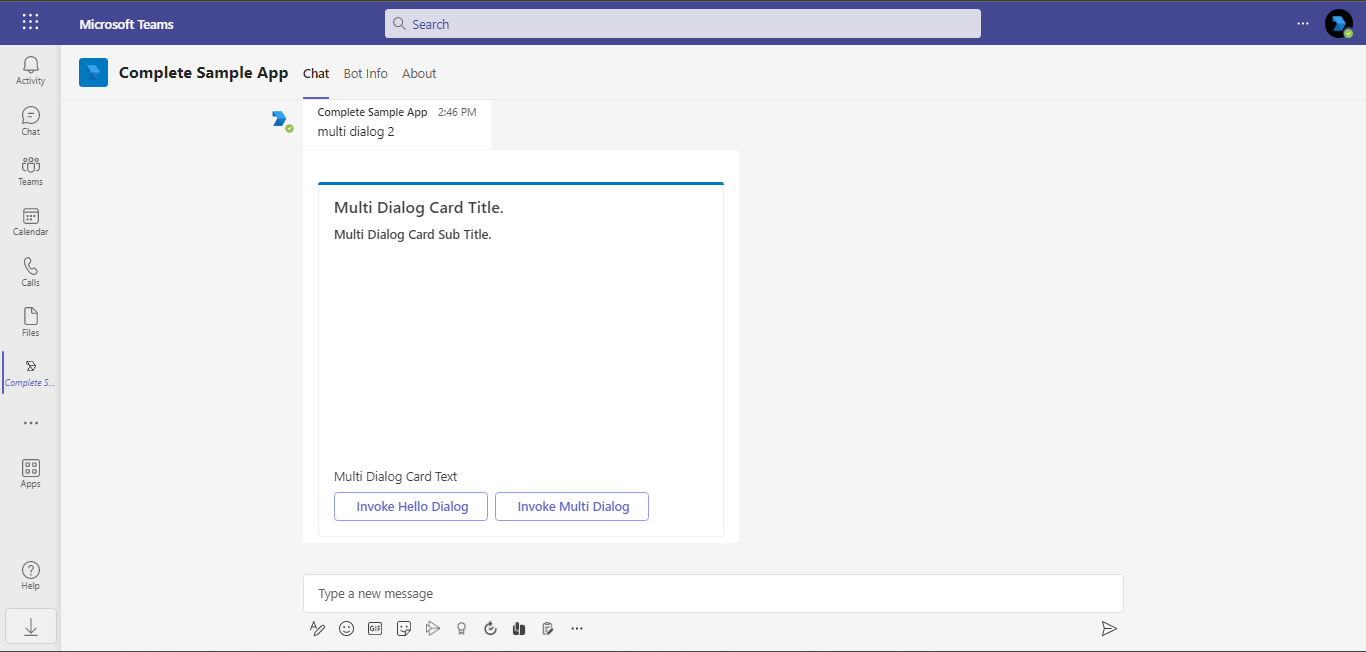 Microsoft Teams
Search
Activity
Chat
Teams
Calendar
Calls
Files
Complete S...
Apps
Help
Complete Sample App Chat Bot Info About
Complete Sample App 2:46 PM
multi dialog 2
Multi Dialog Card Title.
Multi Dialog Card Sub Title.
Multi Dialog Card Text
Invoke Hello Dialog Invoke Multi Dialog
Type a new message
GIF